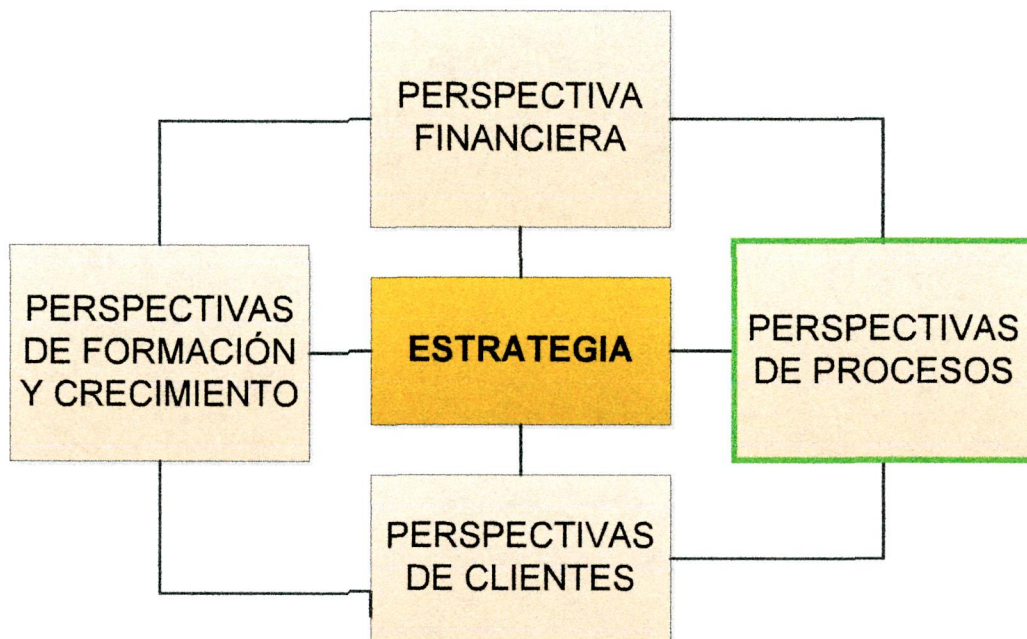 PERSPECTIVA
FINANCIERA
PERSPECTIVAS
DE FORMACIÓN
Y CRECIMIENTO
ESTRATEGIA
PERSPECTIVAS
DE PROCESOS
PERSPECTIVAS
DE CLIENTES